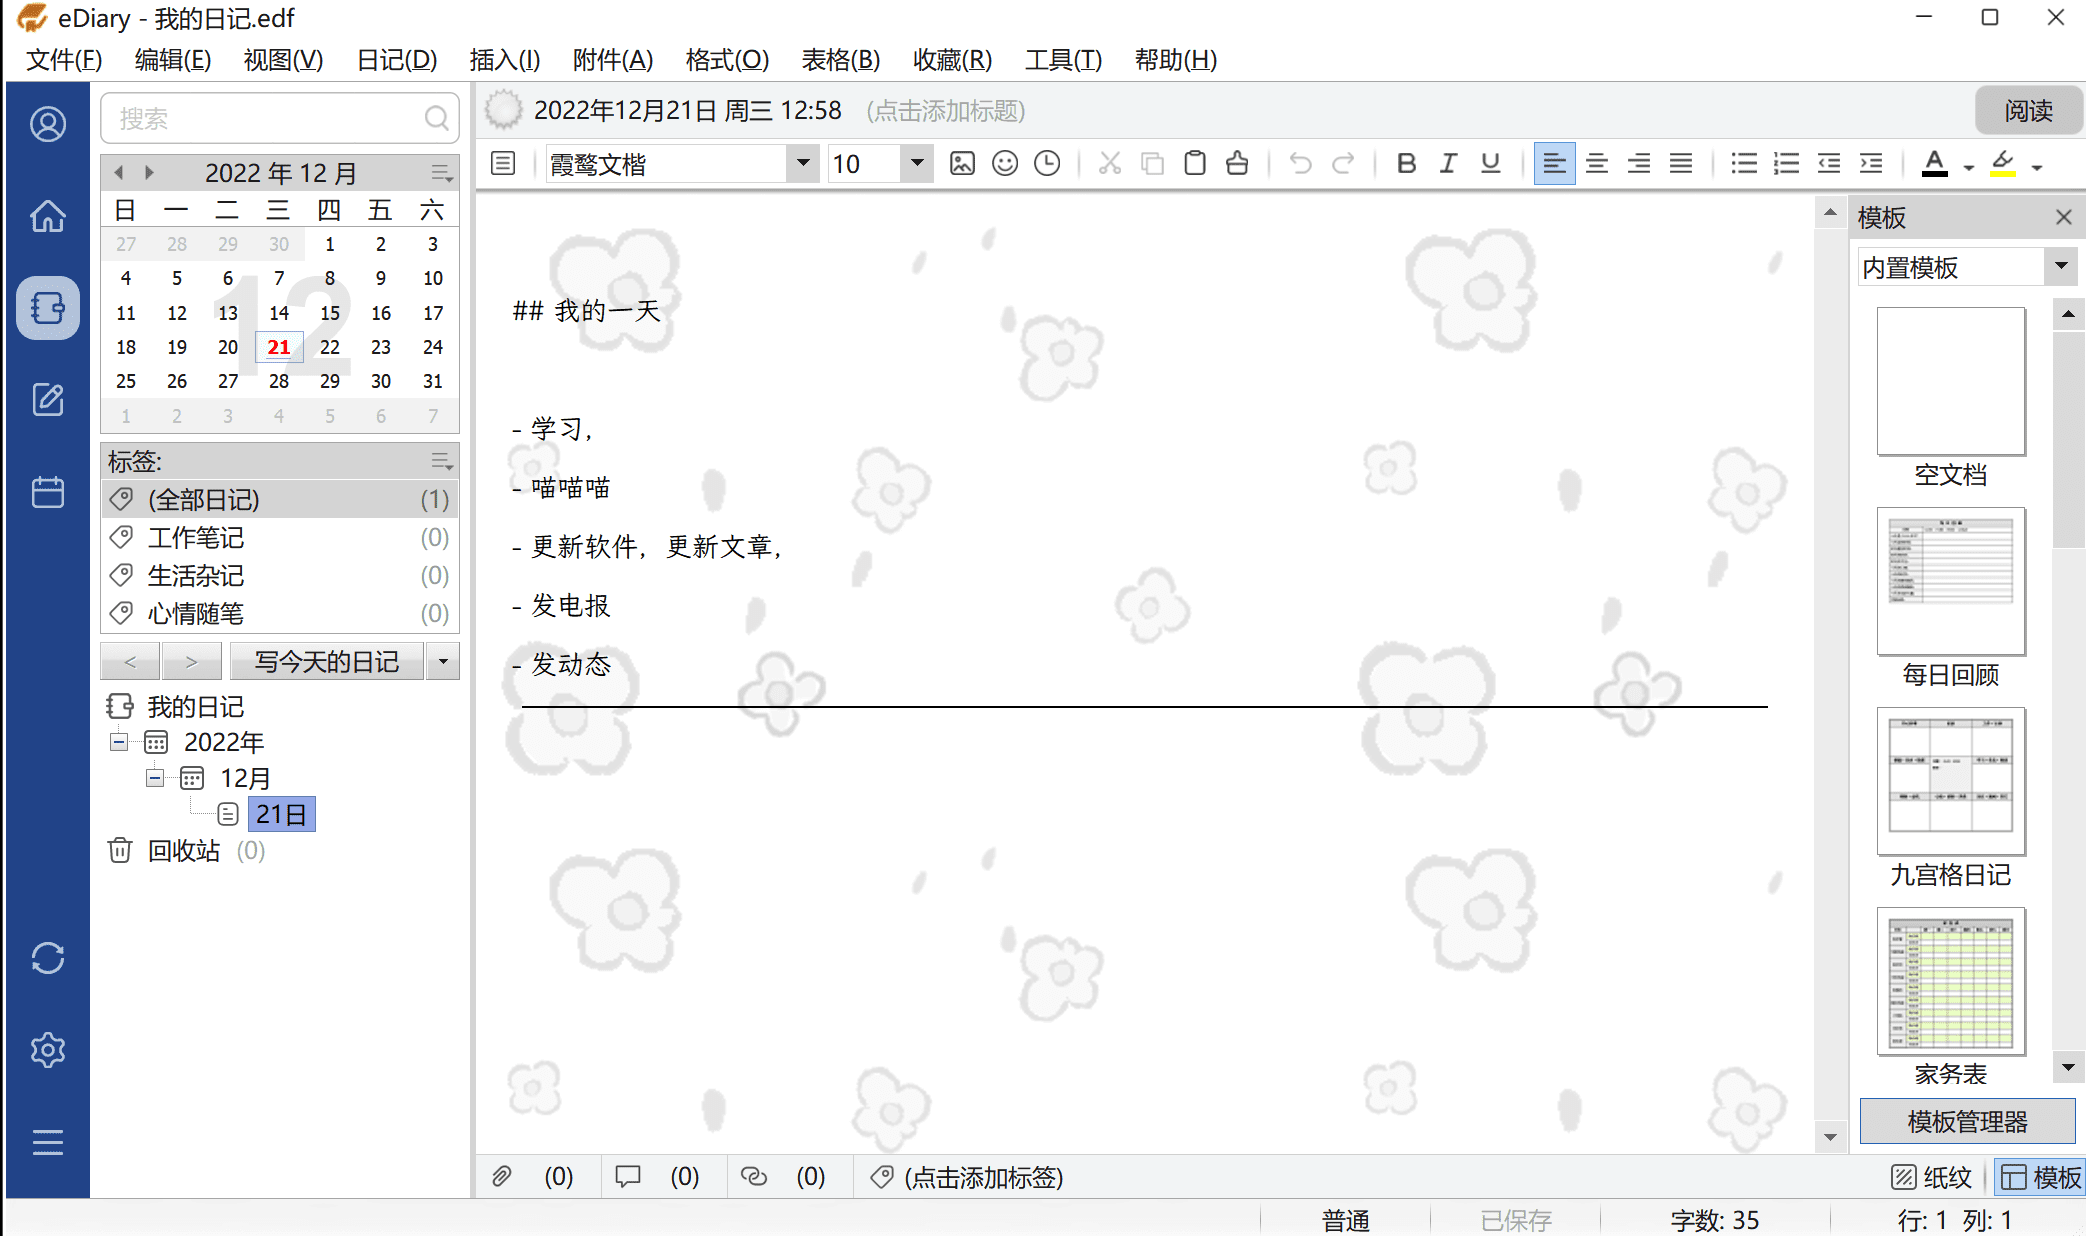 eDiary - 我的日记.edf
文件(F) 编辑(E) 视图(V) 日记(D) 插入(I) 附件(A) 格式(O) 表格(B) 收藏(R) 工具(T) 帮助(H)
搜索
2022 年 12 月
日 一 二 三 四 五 六
27 28 29 30 1 2 3
4 5 6 7 8 9 10
11 12 13 14 15 16 17
18 19 20 21 22 23 24
25 26 27 28 29 30 31
1 2 3 4 5 6 7
12
标签:
(全部日记) (1)
工作笔记 (0)
生活杂记 (0)
心情随笔 (0)
< > 写今天的日记
我的日记
2022年
12月
21日
回收站 (0)
2022年12月21日 周三 12:58 (点击添加标题)
阅读
霞鹜文楷 10 B I U A
## 我的一天
- 学习,
- 喵喵喵
- 更新软件, 更新文章,
- 发电报
- 发动态
模板
内置模板
空文档
每日回顾
九宫格日记
家务表
模板管理器
(0) (0) (0) (点击添加标签)
纸纹 模板
普通 已保存 字数: 35 行: 1 列: 1